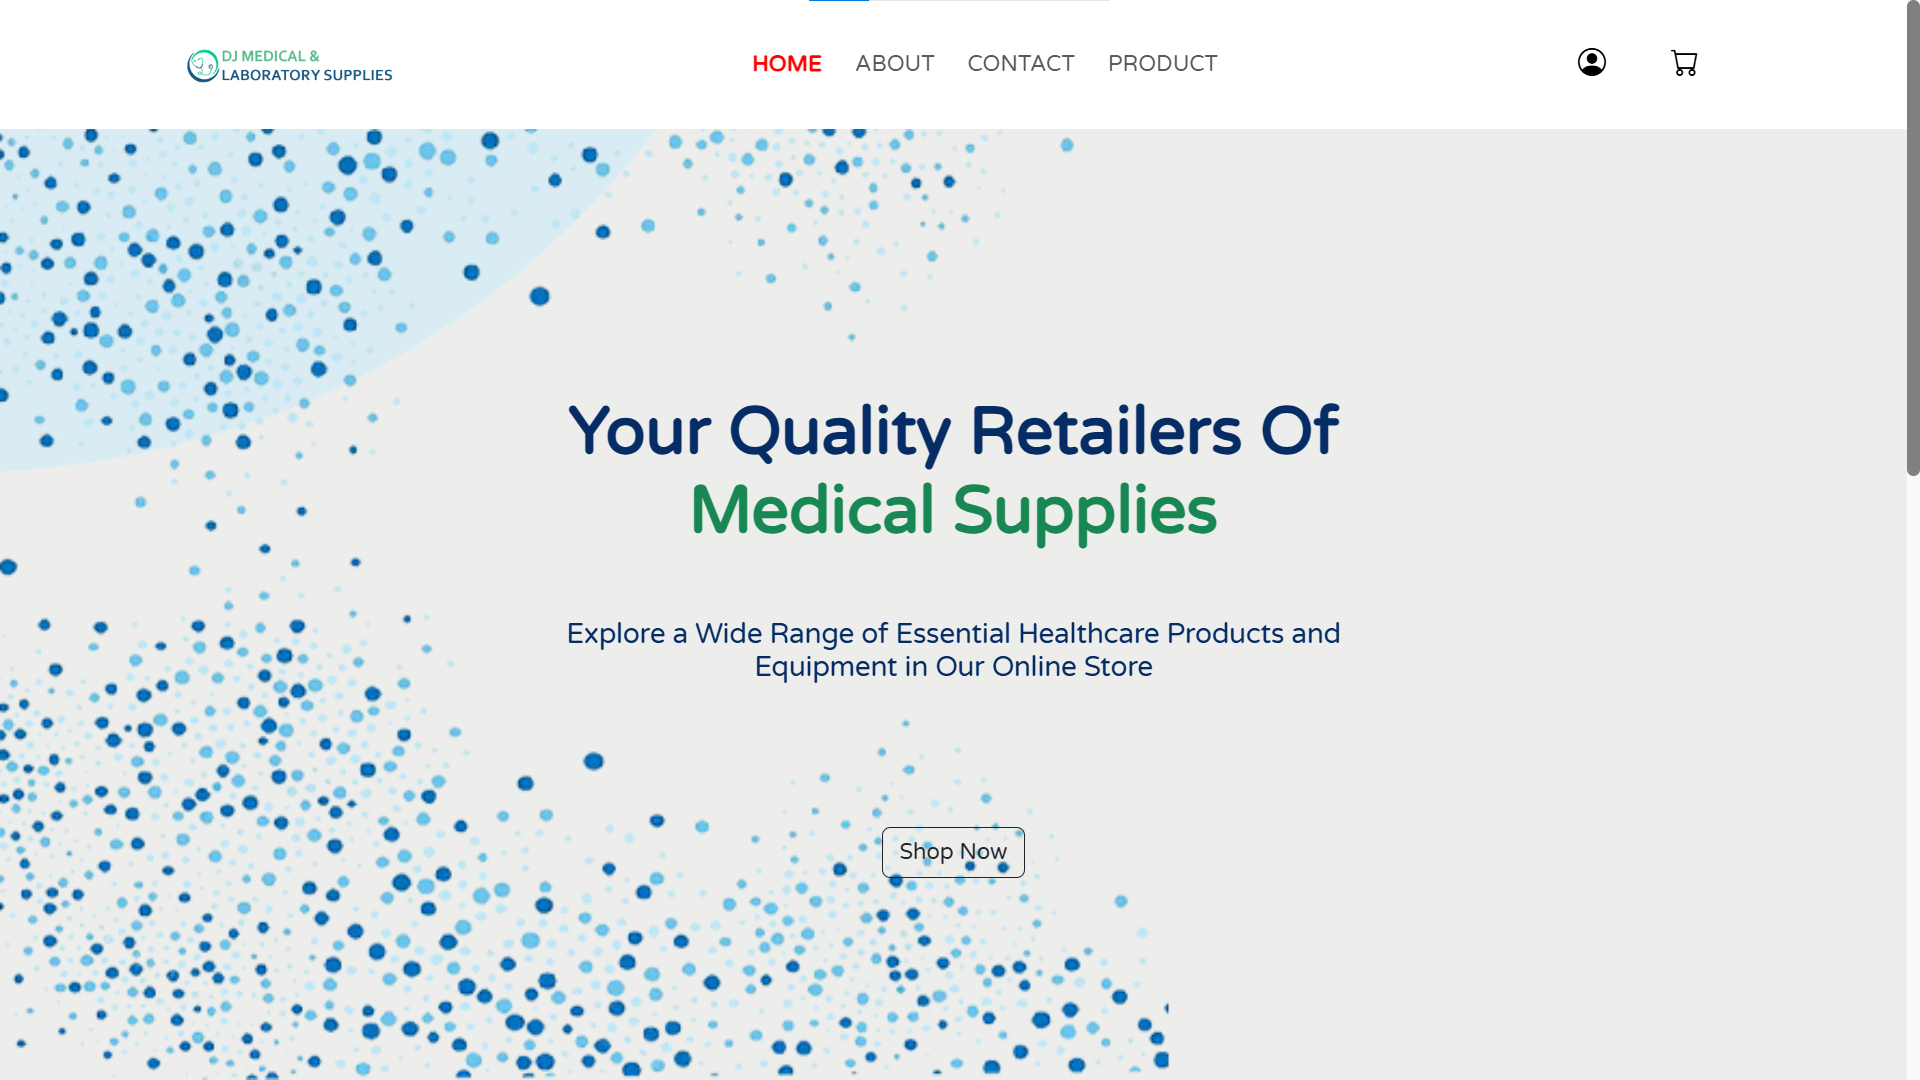 DJ MEDICAL &
LABORATORY SUPPLIES
HOME
ABOUT
CONTACT
PRODUCT
Your Quality Retailers Of
Medical Supplies
Explore a Wide Range of Essential Healthcare Products and
Equipment in Our Online Store
Shop Now